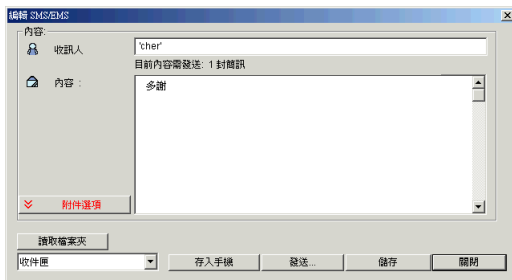 編輯 SMS/EMS
內容:
收訊人
'cher'
目前內容需發送: 1 封簡訊
內容 :
多謝
附件選項
讀取檔案夾
收件匣
存入手機
發送...
儲存
關閉